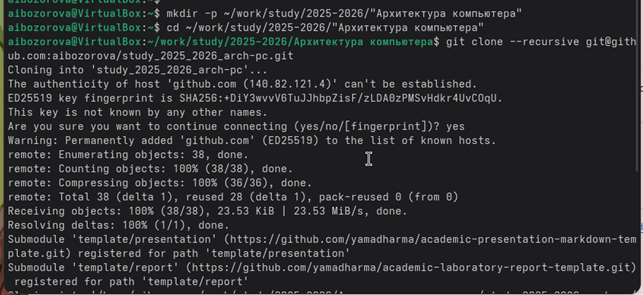 aibozorova@VirtualBox:~$ mkdir -p ~/work/study/2025-2026/"Архитектура компьютера"
aibozorova@VirtualBox:~$ cd ~/work/study/2025-2026/"Архитектура компьютера"
aibozorova@VirtualBox:~/work/study/2025-2026/Архитектура компьютера$ git clone --recursive git@gith
ub.com:aibozorova/study_2025_2026_arch-pc.git
Cloning into 'study_2025_2026_arch-pc'...
The authenticity of host 'github.com (140.82.121.4)' can't be established.
ED25519 key fingerprint is SHA256:+DiY3wvvV6TuJJhbpZisF/zLDA0zPMSvHdkr4UvCOqU.
This key is not known by any other names.
Are you sure you want to continue connecting (yes/no/[fingerprint])? yes
Warning: Permanently added 'github.com' (ED25519) to the list of known hosts.
remote: Enumerating objects: 38, done.
remote: Counting objects: 100% (38/38), done.
remote: Compressing objects: 100% (36/36), done.
remote: Total 38 (delta 1), reused 28 (delta 1), pack-reused 0 (from 0)
Receiving objects: 100% (38/38), 23.53 KiB | 23.53 MiB/s, done.
Resolving deltas: 100% (1/1), done.
Submodule 'template/presentation' (https://github.com/yamadharma/academic-presentation-markdown-tem
plate.git) registered for path 'template/presentation'
Submodule 'template/report' (https://github.com/yamadharma/academic-laboratory-report-template.git)
 registered for path 'template/report'